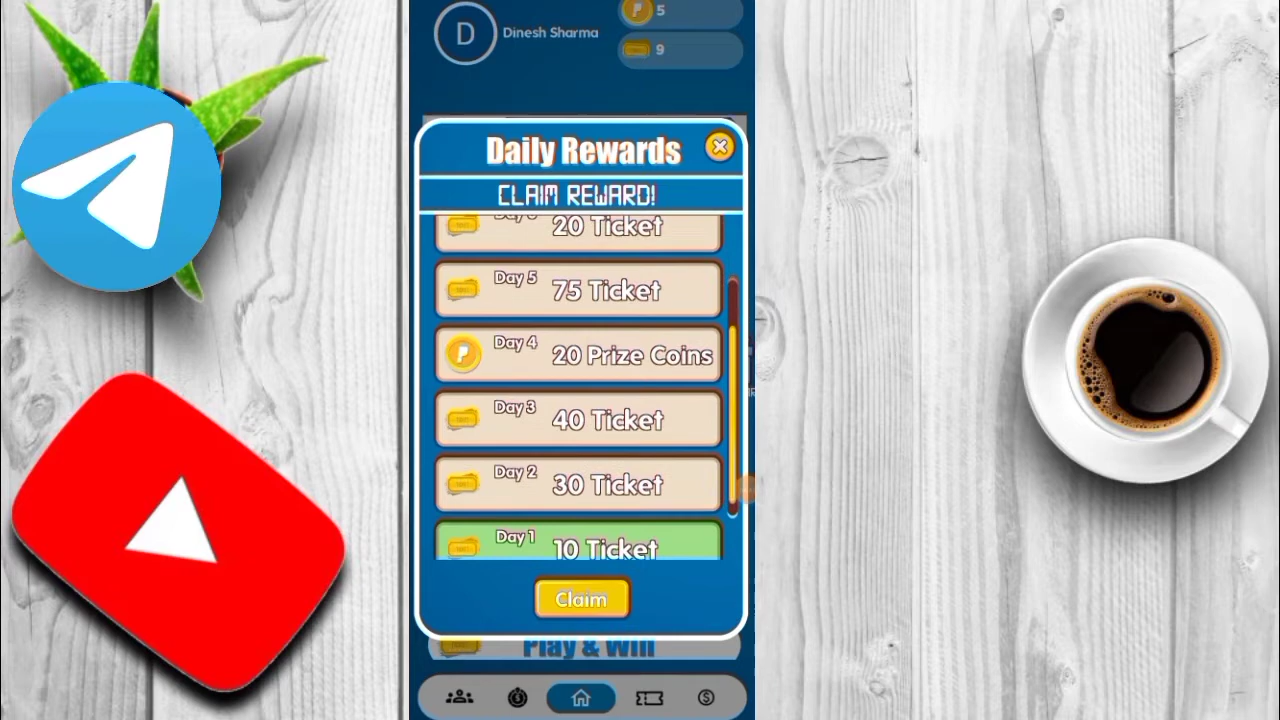 D
Dinesh Sharma
5
9
Daily Rewards
CLAIM REWARD!
20 Ticket
Day 5
75 Ticket
Day 4
20 Prize Coins
Day 3
40 Ticket
Day 2
30 Ticket
Day 1
10 Ticket
Claim
Play & Win